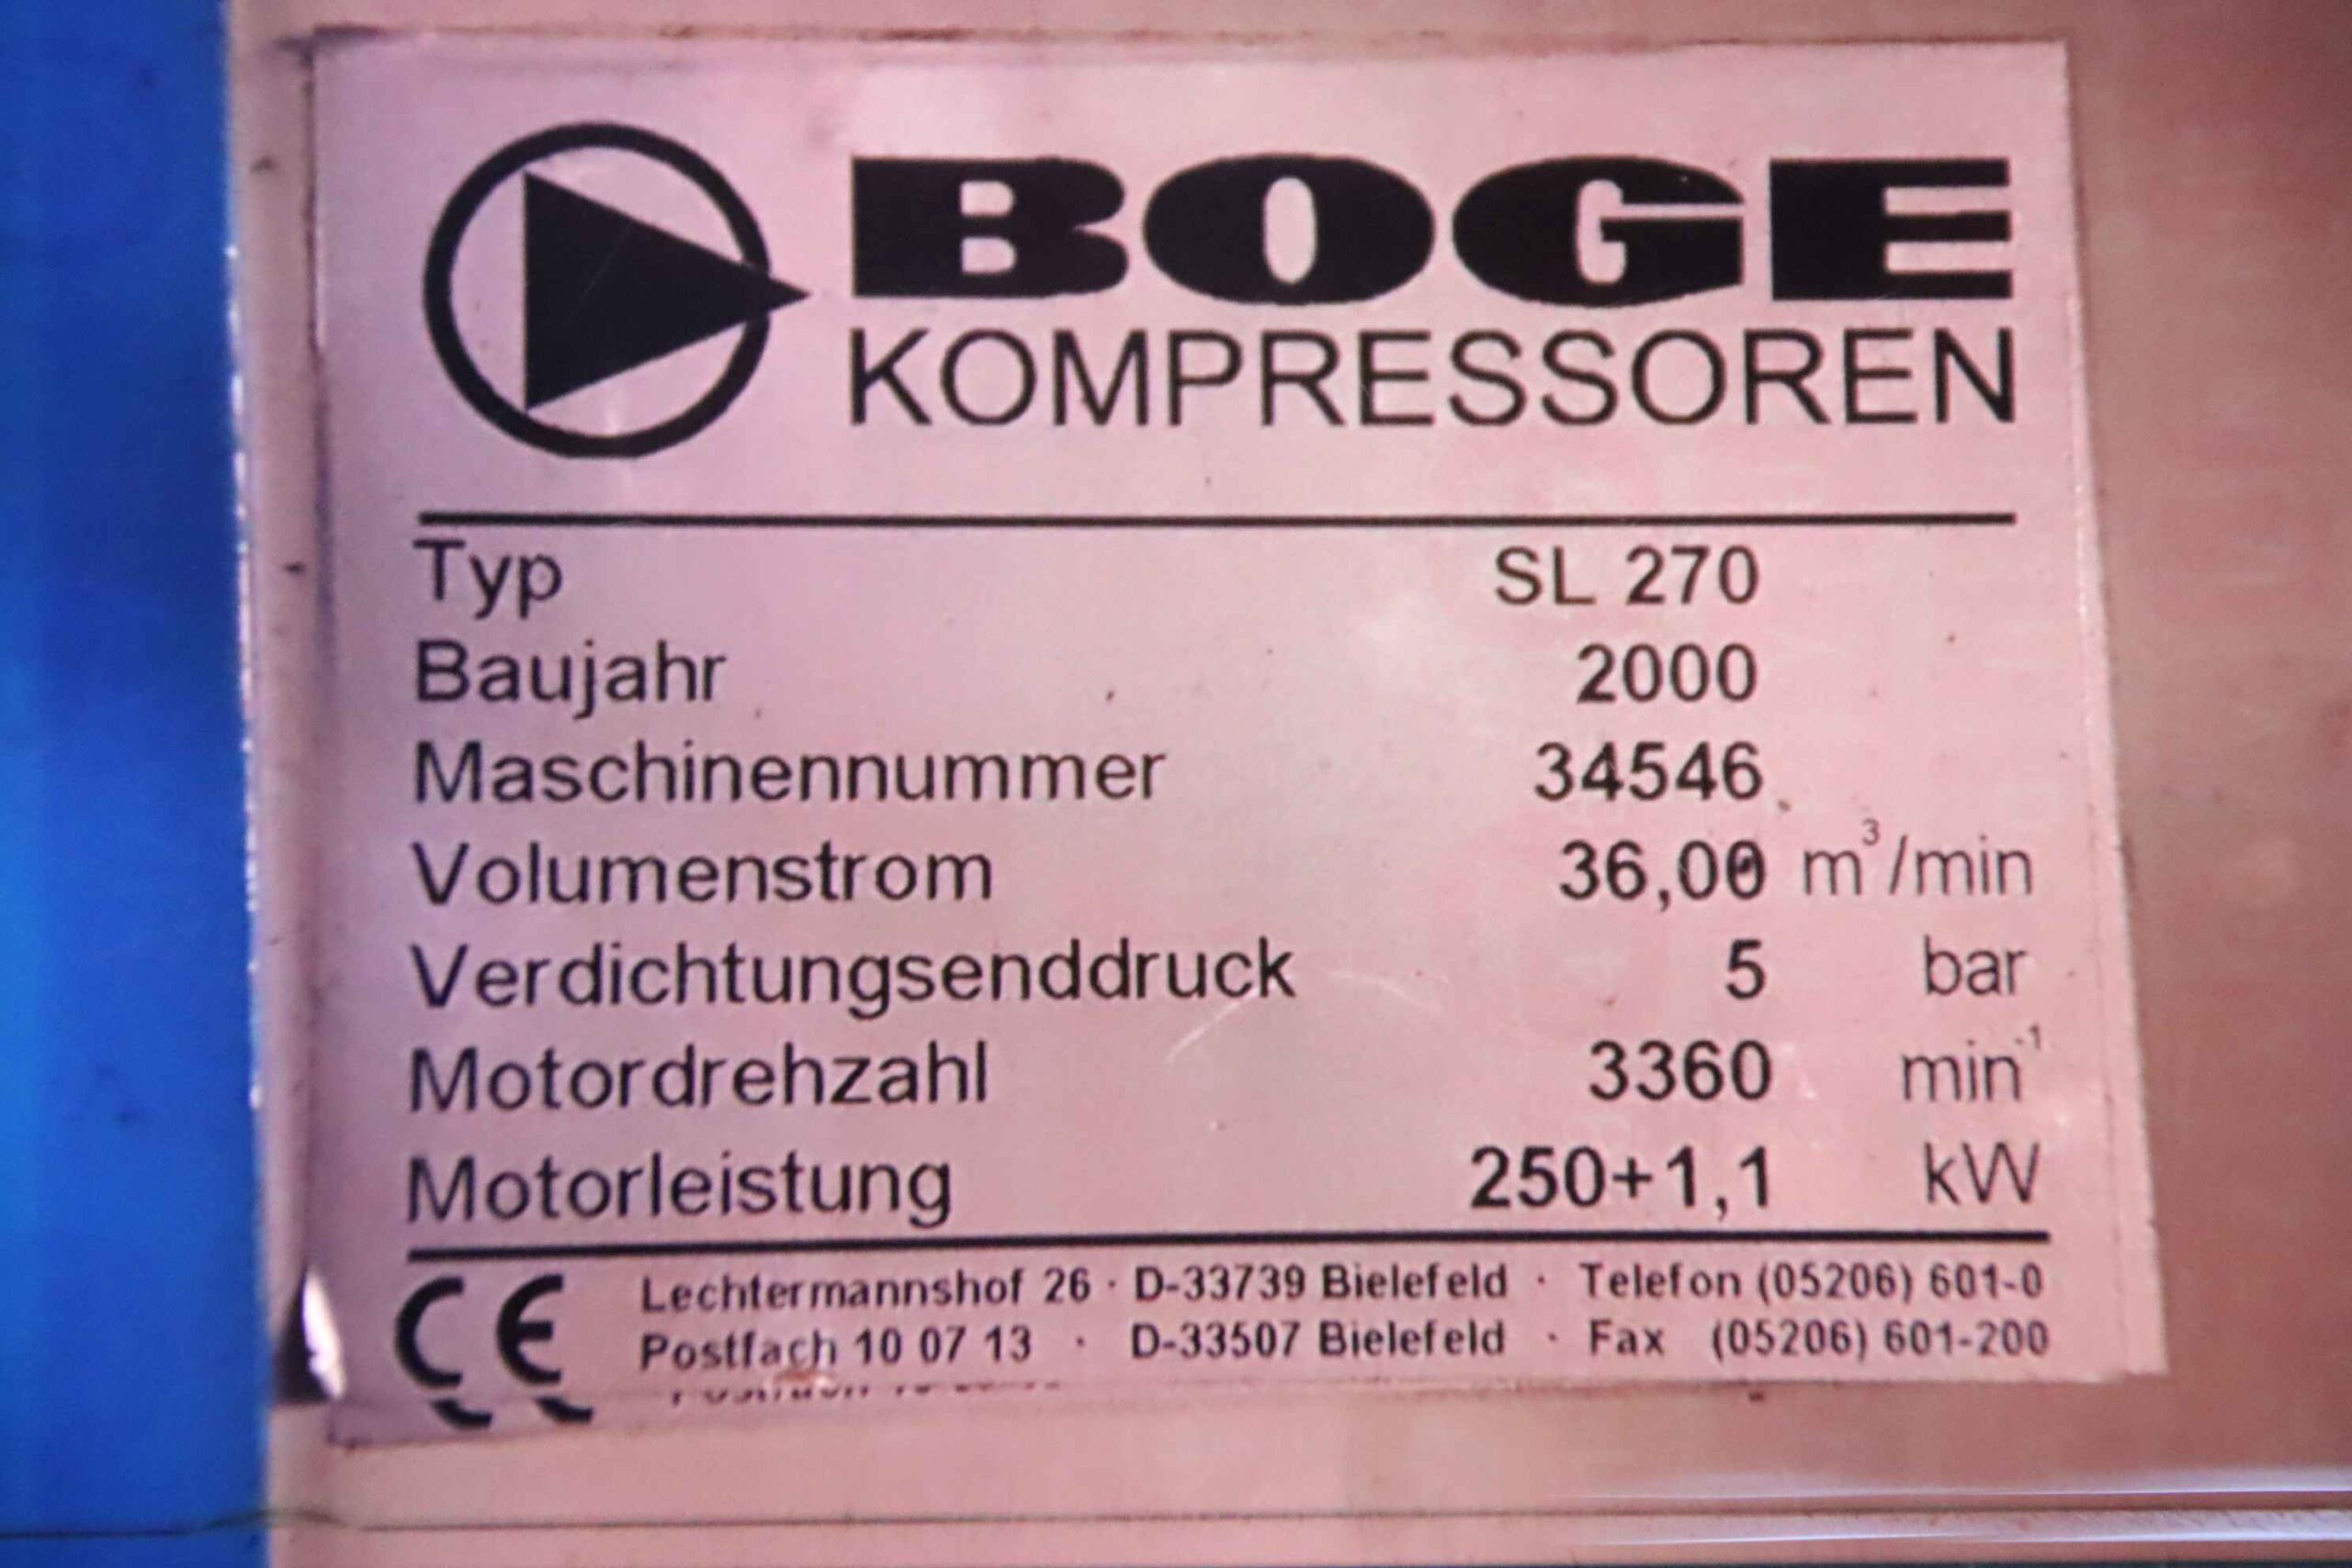 BOGE
KOMPRESSOREN
Typ SL 270
Baujahr 2000
Maschinennummer 34546
Volumenstrom 36,00 m³/min
Verdichtungsenddruck 5 bar
Motordrehzahl 3360 min⁻¹
Motorleistung 250+1,1 kW
CE Lechtermannshof 26 · D-33739 Bielefeld · Telefon (05206) 601-0
Postfach 10 07 13 · D-33507 Bielefeld · Fax (05206) 601-200